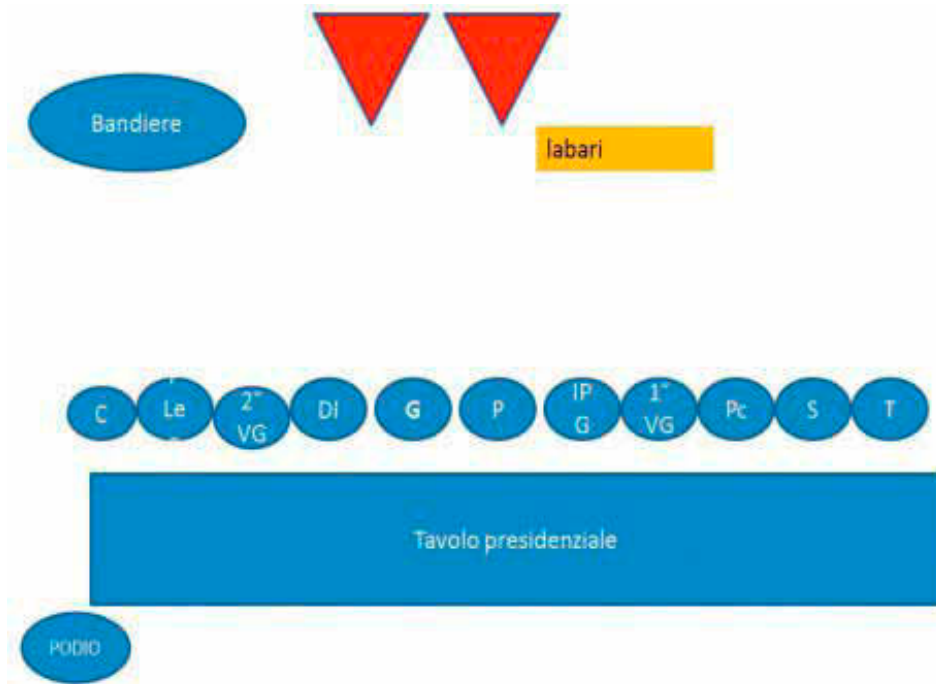 Bandiere
labari
C
Le
2°
VG
DI
G
P
IP
G
1°
VG
Pc
S
T
Tavolo presidenziale
PODIO